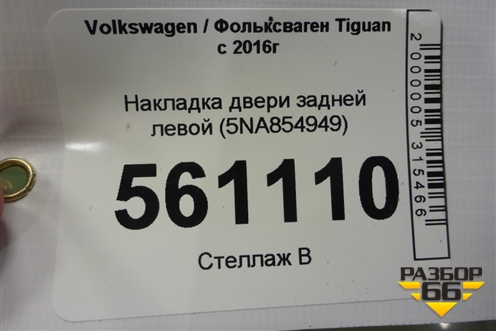 Volkswagen / Фольксваген Tiguan
с 2016г
Накладка двери задней
левой (5NA854949)
561110
Стеллаж В
2000005315466
РАЗБОР
66